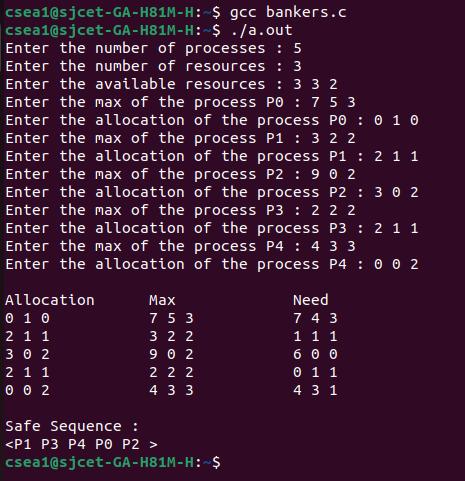 csea1@sjcet-GA-H81M-H:~$ gcc bankers.c
csea1@sjcet-GA-H81M-H:~$ ./a.out
Enter the number of processes : 5
Enter the number of resources : 3
Enter the available resources : 3 3 2
Enter the max of the process P0 : 7 5 3
Enter the allocation of the process P0 : 0 1 0
Enter the max of the process P1 : 3 2 2
Enter the allocation of the process P1 : 2 1 1
Enter the max of the process P2 : 9 0 2
Enter the allocation of the process P2 : 3 0 2
Enter the max of the process P3 : 2 2 2
Enter the allocation of the process P3 : 2 1 1
Enter the max of the process P4 : 4 3 3
Enter the allocation of the process P4 : 0 0 2
Allocation Max Need
0 1 0 7 5 3 7 4 3
2 1 1 3 2 2 1 1 1
3 0 2 9 0 2 6 0 0
2 1 1 2 2 2 0 1 1
0 0 2 4 3 3 4 3 1
Safe Sequence :
<P1 P3 P4 P0 P2 >
csea1@sjcet-GA-H81M-H:~$